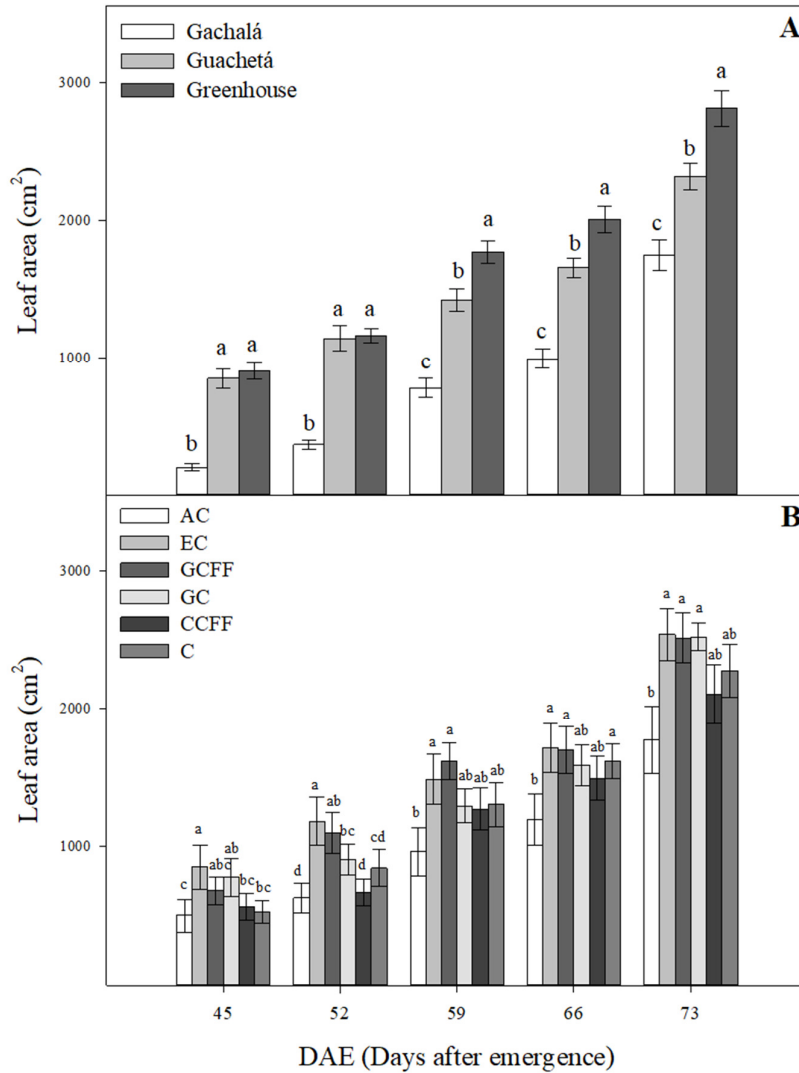 A
Gachalá
Guachetá
Greenhouse
3000
2000
1000
Leaf area (cm²)
b a a
b a a
c b a
c b a
c b a
B
AC
EC
GCFF
GC
CCFF
C
3000
2000
1000
Leaf area (cm²)
c a abc ab bc bc
d a ab bc d cd
b a a ab ab ab
b a a ab ab a
b a a a ab ab
45 52 59 66 73
DAE (Days after emergence)